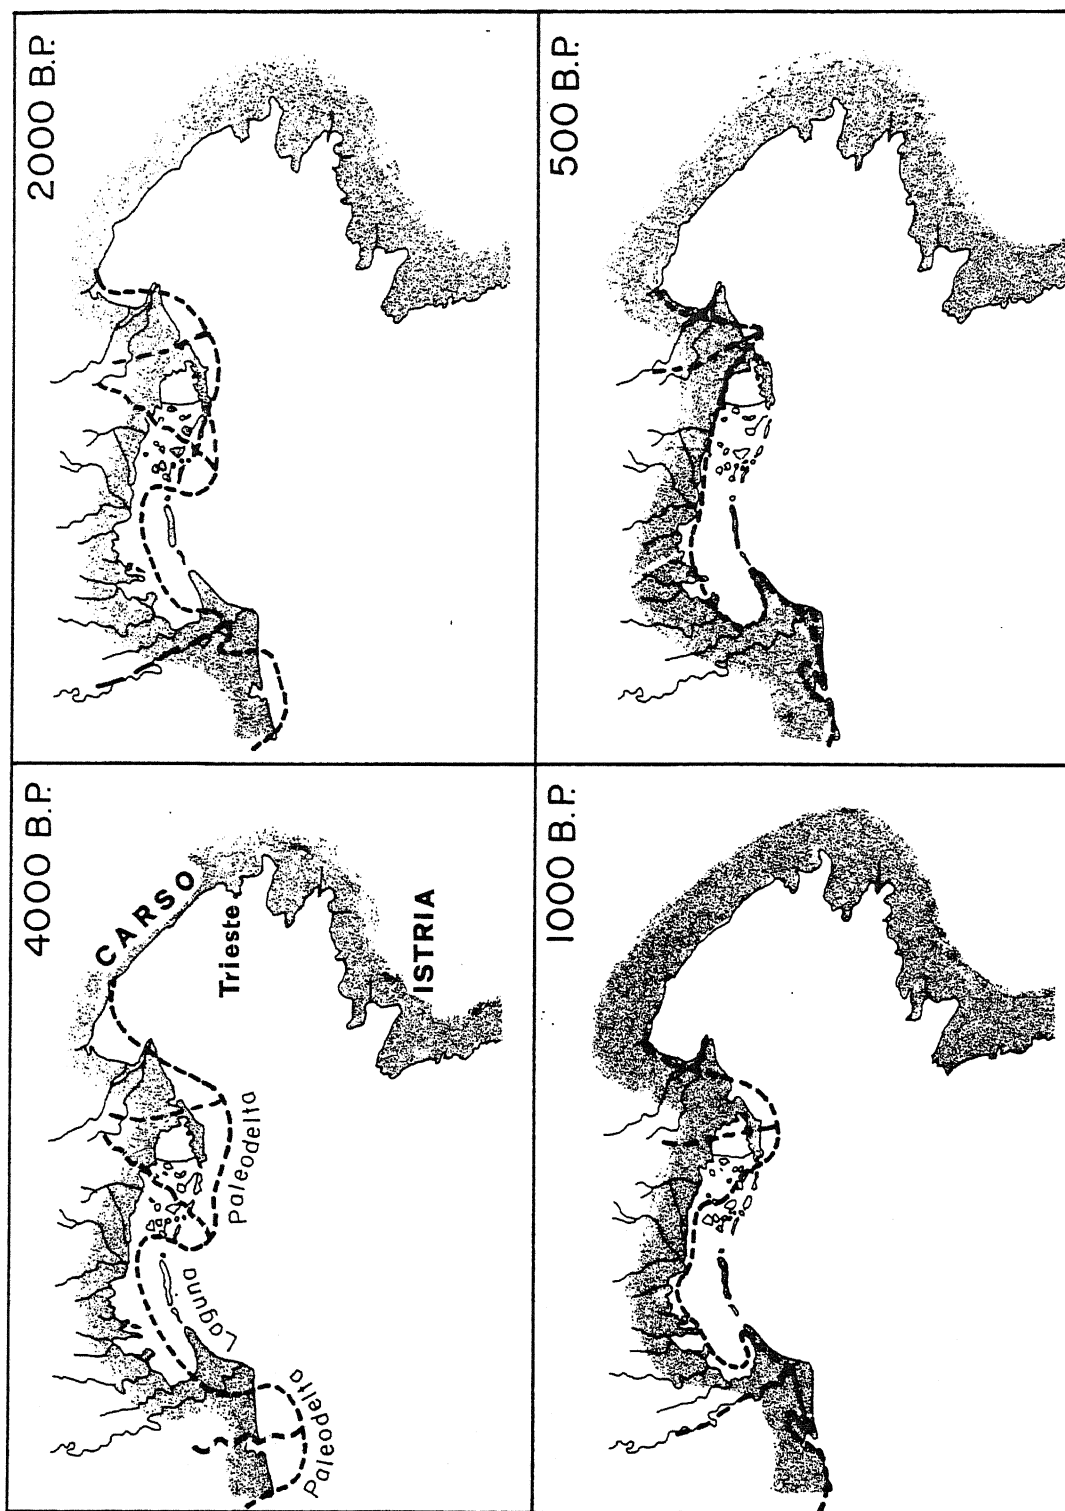 4000 B.P.
CARSO
Trieste
ISTRIA
Paleodelta
Laguna
Paleodelta
2000 B.P.
1000 B.P.
500 B.P.